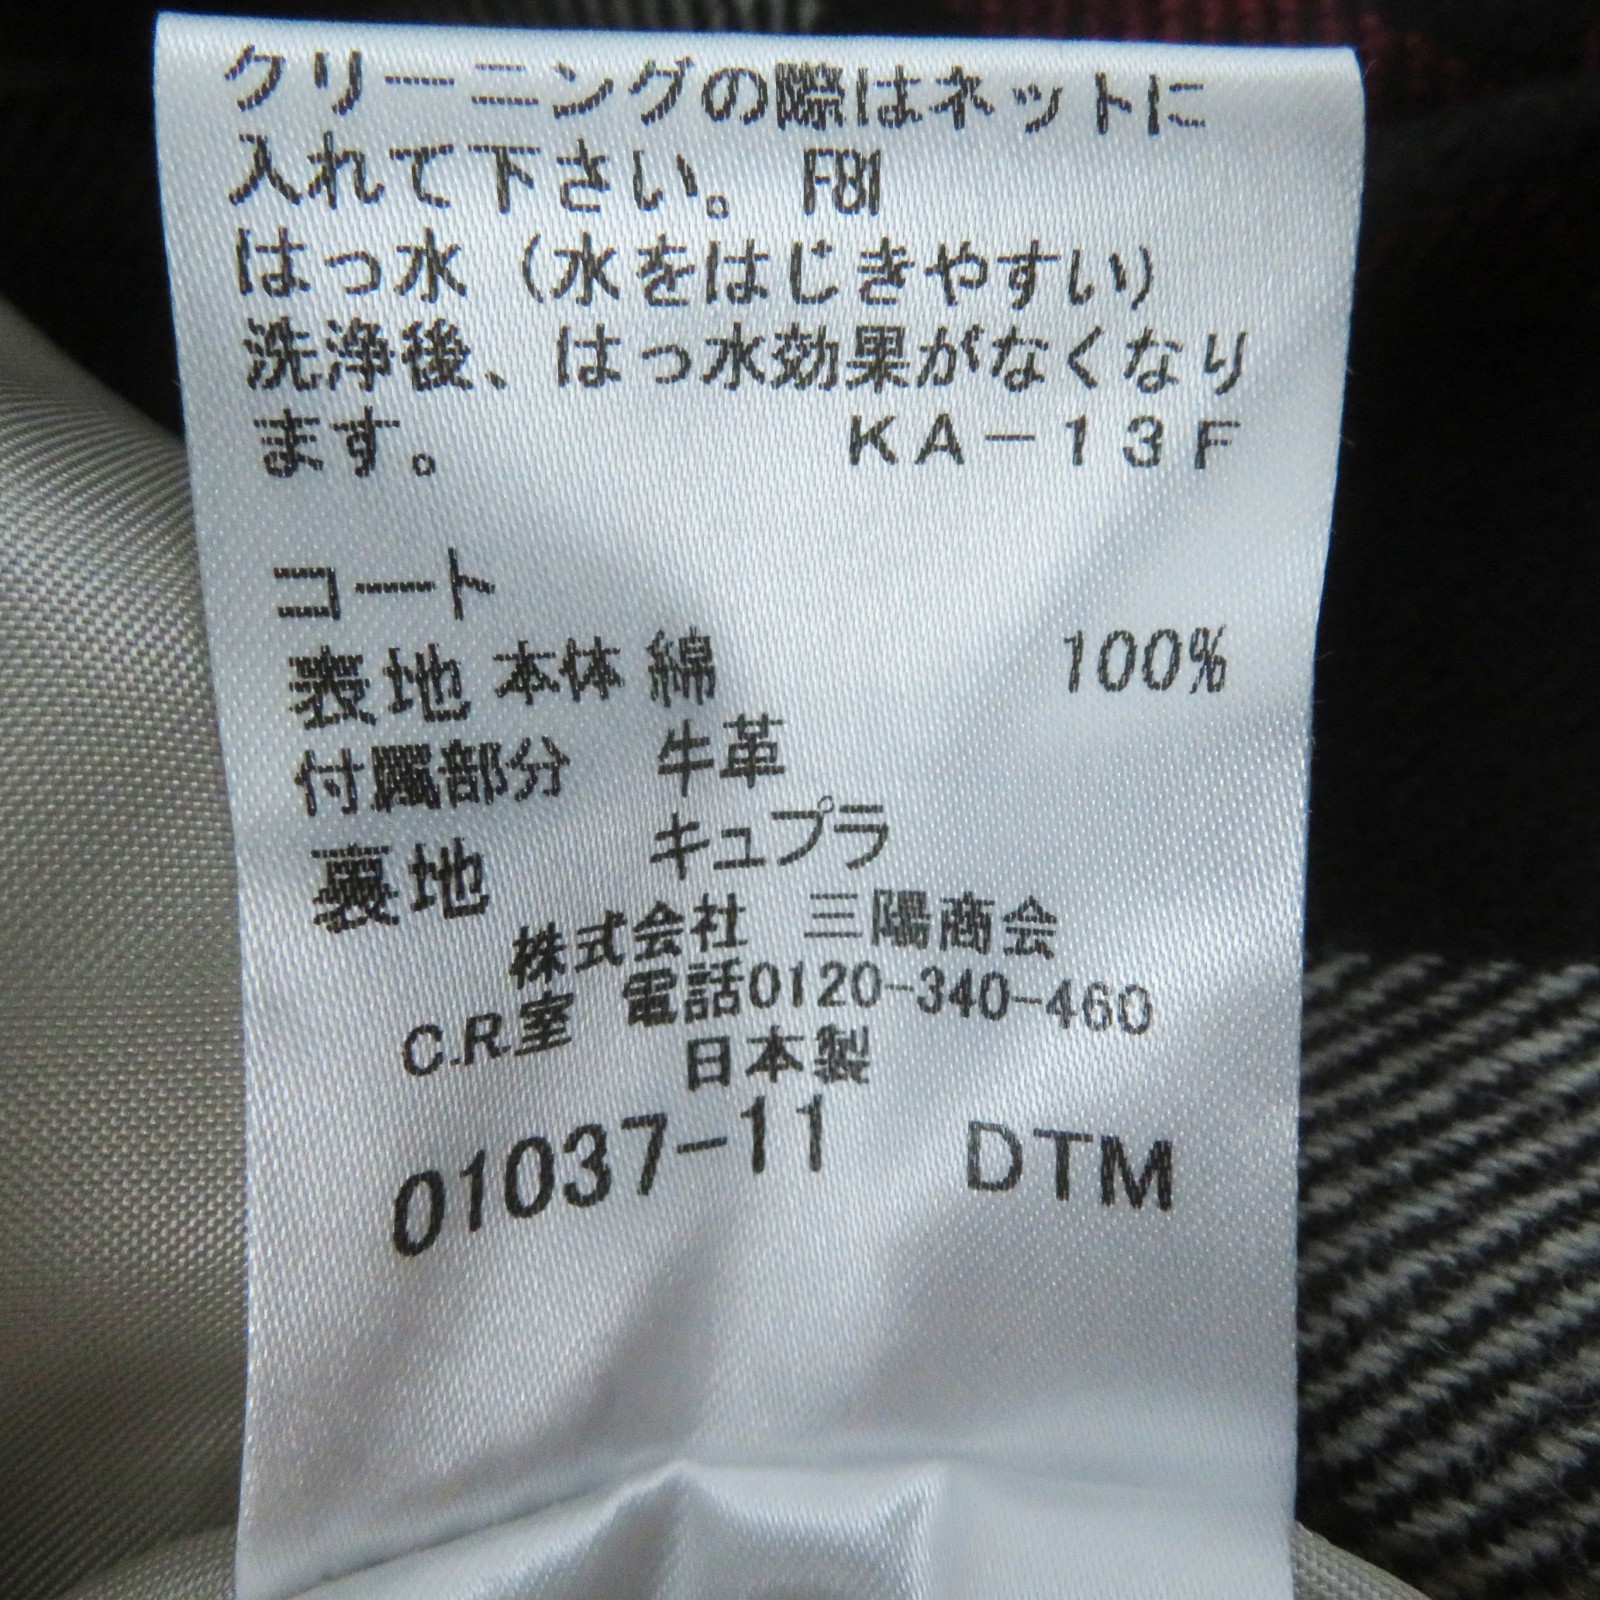 クリーニングの際はネットに
入れて下さい。 F81
はっ水（水をはじきやすい）
洗浄後、はっ水効果がなくなり
ます。 KA-13F
コート
表地 本体 綿 100%
付属部分 牛革
裏地 キュプラ
株式会社 三陽商会
C.R.室 電話0120-340-460
日本製
01037-11 DTM